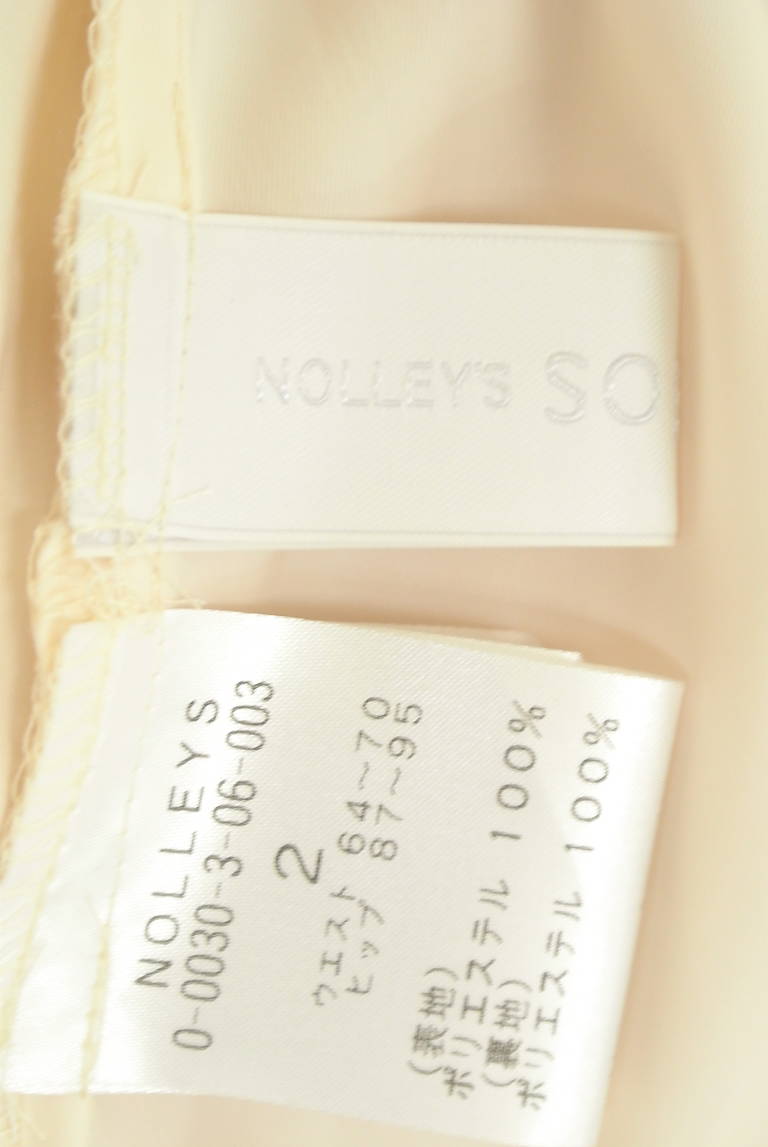 NOLLEY'S SO
NOLLEYS
0-0030-3-06-003
2
ウエスト 64~70
ヒップ 87~95
(表地)
ポリエステル 100%
(裏地)
ポリエステル 100%